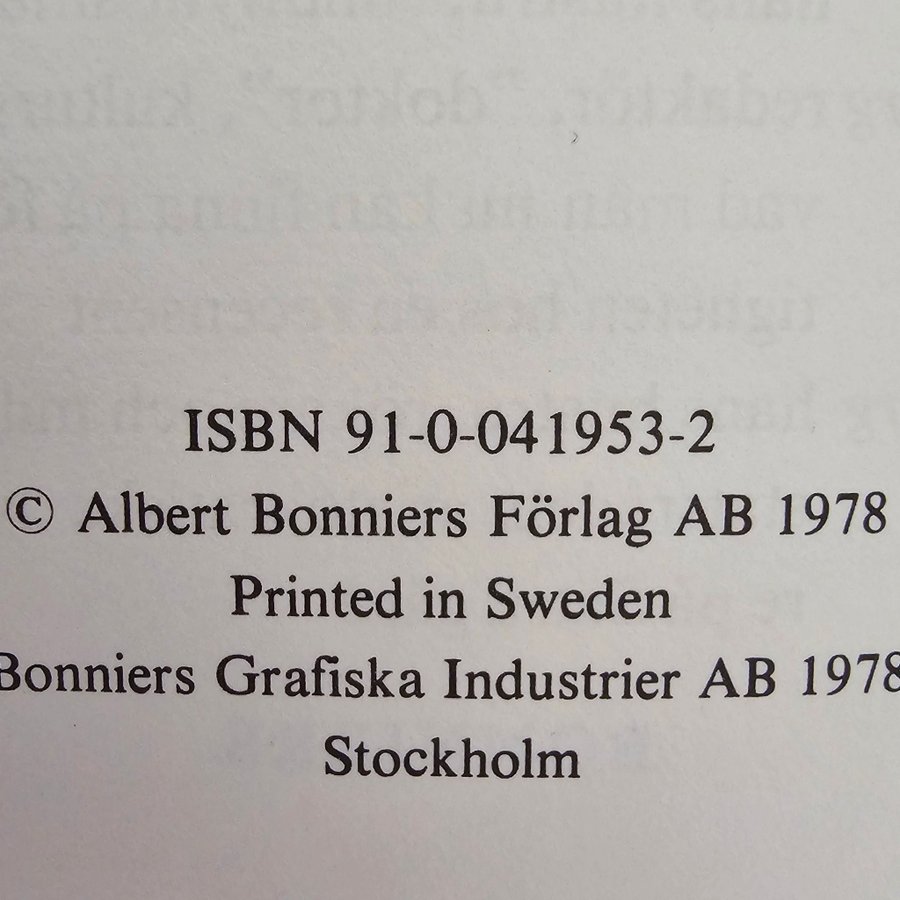 ISBN 91-0-041953-2
© Albert Bonniers Förlag AB 1978
Printed in Sweden
Bonniers Grafiska Industrier AB 1978
Stockholm